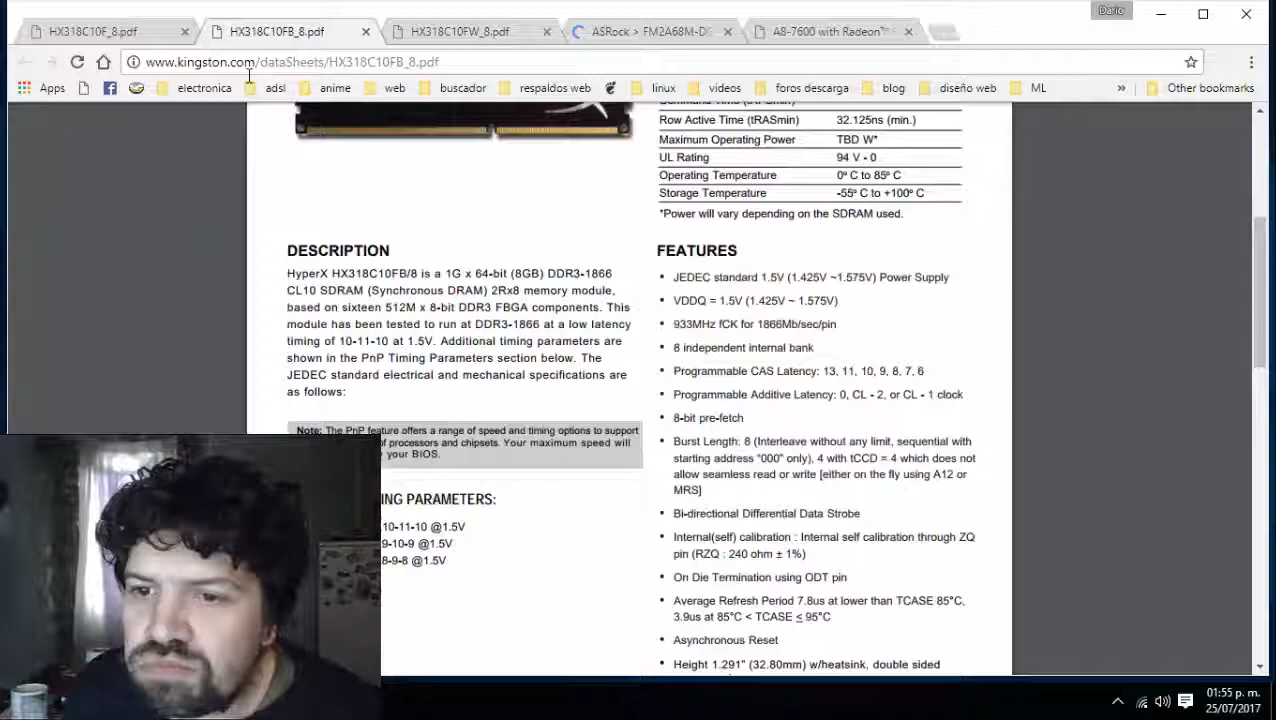 Dario
HX318C10F_8.pdf
HX318C10FB_8.pdf
HX318C10FW_8.pdf
ASRock > FM2A68M-D
A8-7600 with Radeon™
www.kingston.com/dataSheets/HX318C10FB_8.pdf
Apps
electronica
adsl
anime
web
buscador
respaldos web
linux
videos
foros descarga
blog
diseño web
ML
»
Other bookmarks
Row Active Time (tRASmin) 32.125ns (min.)
Maximum Operating Power TBD W*
UL Rating 94 V - 0
Operating Temperature 0º C to 85º C
Storage Temperature -55º C to +100º C
*Power will vary depending on the SDRAM used.
DESCRIPTION
HyperX HX318C10FB/8 is a 1G x 64-bit (8GB) DDR3-1866
CL10 SDRAM (Synchronous DRAM) 2Rx8 memory module,
based on sixteen 512M x 8-bit DDR3 FBGA components. This
module has been tested to run at DDR3-1866 at a low latency
timing of 10-11-10 at 1.5V. Additional timing parameters are
shown in the PnP Timing Parameters section below. The
JEDEC standard electrical and mechanical specifications are
as follows:
Note: The PnP feature offers a range of speed and timing options to support
of processors and chipsets. Your maximum speed will
your BIOS.
ING PARAMETERS:
10-11-10 @1.5V
9-10-9 @1.5V
8-9-8 @1.5V
FEATURES
• JEDEC standard 1.5V (1.425V ~1.575V) Power Supply
• VDDQ = 1.5V (1.425V ~ 1.575V)
• 933MHz fCK for 1866Mb/sec/pin
• 8 independent internal bank
• Programmable CAS Latency: 13, 11, 10, 9, 8, 7, 6
• Programmable Additive Latency: 0, CL - 2, or CL - 1 clock
• 8-bit pre-fetch
• Burst Length: 8 (Interleave without any limit, sequential with
starting address “000” only), 4 with tCCD = 4 which does not
allow seamless read or write [either on the fly using A12 or
MRS]
• Bi-directional Differential Data Strobe
• Internal(self) calibration : Internal self calibration through ZQ
pin (RZQ : 240 ohm ± 1%)
• On Die Termination using ODT pin
• Average Refresh Period 7.8us at lower than TCASE 85°C,
3.9us at 85°C < TCASE ≤ 95°C
• Asynchronous Reset
• Height 1.291” (32.80mm) w/heatsink, double sided
01:55 p. m.
25/07/2017